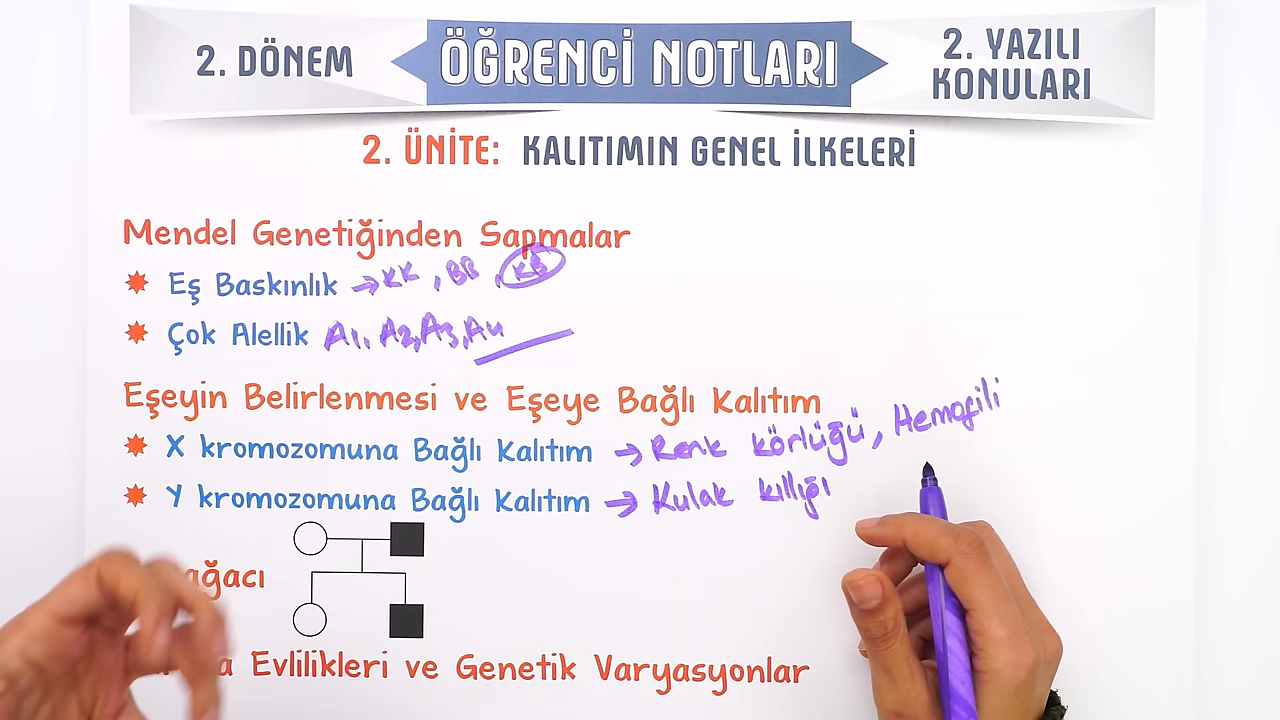 2. DÖNEM
ÖĞRENCİ NOTLARI
2. YAZILI
KONULARI
2. ÜNİTE: KALITIMIN GENEL İLKELERİ
Mendel Genetiğinden Sapmalar
Eş Baskınlık → KK, BB, KB
Çok Alellik A1, A2, A3, A4
Eşeyin Belirlenmesi ve Eşeye Bağlı Kalıtım
X kromozomuna Bağlı Kalıtım → Renk körlüğü, Hemofili
Y kromozomuna Bağlı Kalıtım → Kulak kıllığı
ağacı
Evlilikleri ve Genetik Varyasyonlar